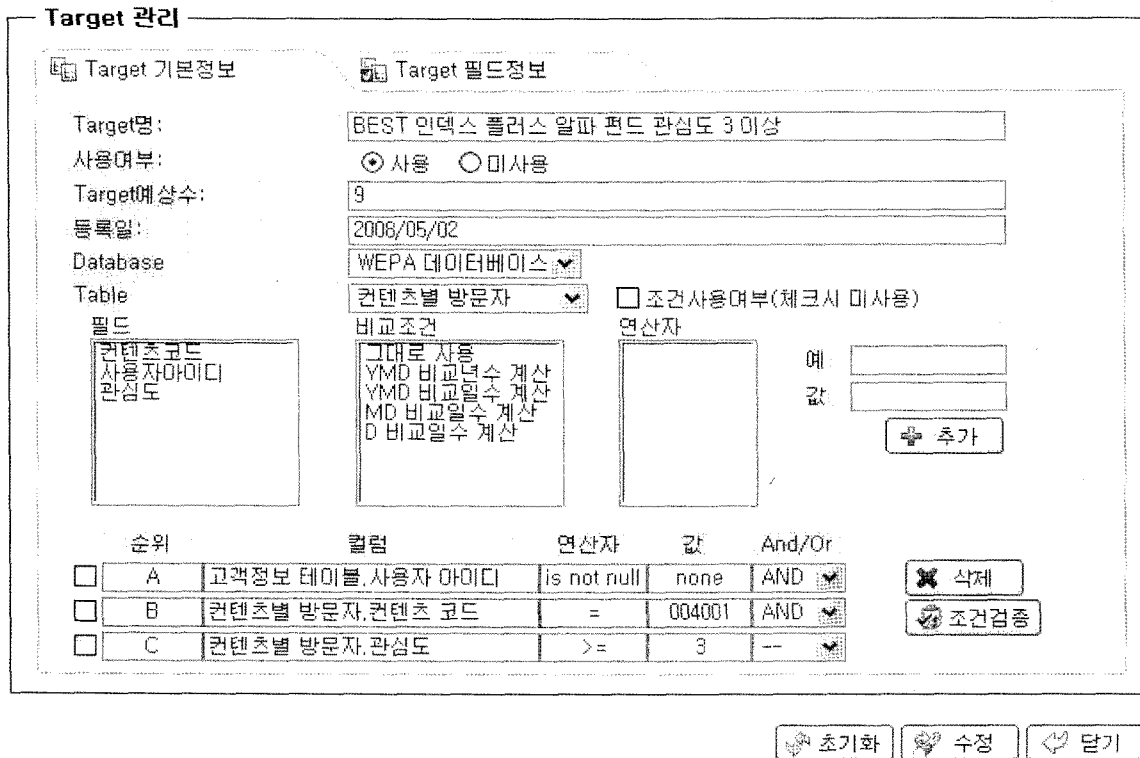 Target 관리
Target 기본정보 Target 필드정보
Target명: BEST 인덱스 플러스 알파 펀드 관심도 3 이상
사용여부: 사용 미사용
Target예상수: 9
등록일: 2008/05/02
Database WEPA 데이터베이스
Table 컨텐츠별 방문자 조건사용여부(체크시 미사용)
필드 비교조건 연산자
컨텐츠코드 그대로 사용
사용자아이디 YMD 비교년수 계산
관심도 YMD 비교일수 계산
MD 비교일수 계산
D 비교일수 계산
예
값
추가
순위 컬럼 연산자 값 And/Or
A 고객정보 테이블,사용자 아이디 is not null none AND 삭제
B 컨텐츠별 방문자,컨텐츠 코드 = 004001 AND 조건검증
C 컨텐츠별 방문자,관심도 >= 3 --
초기화 수정 닫기